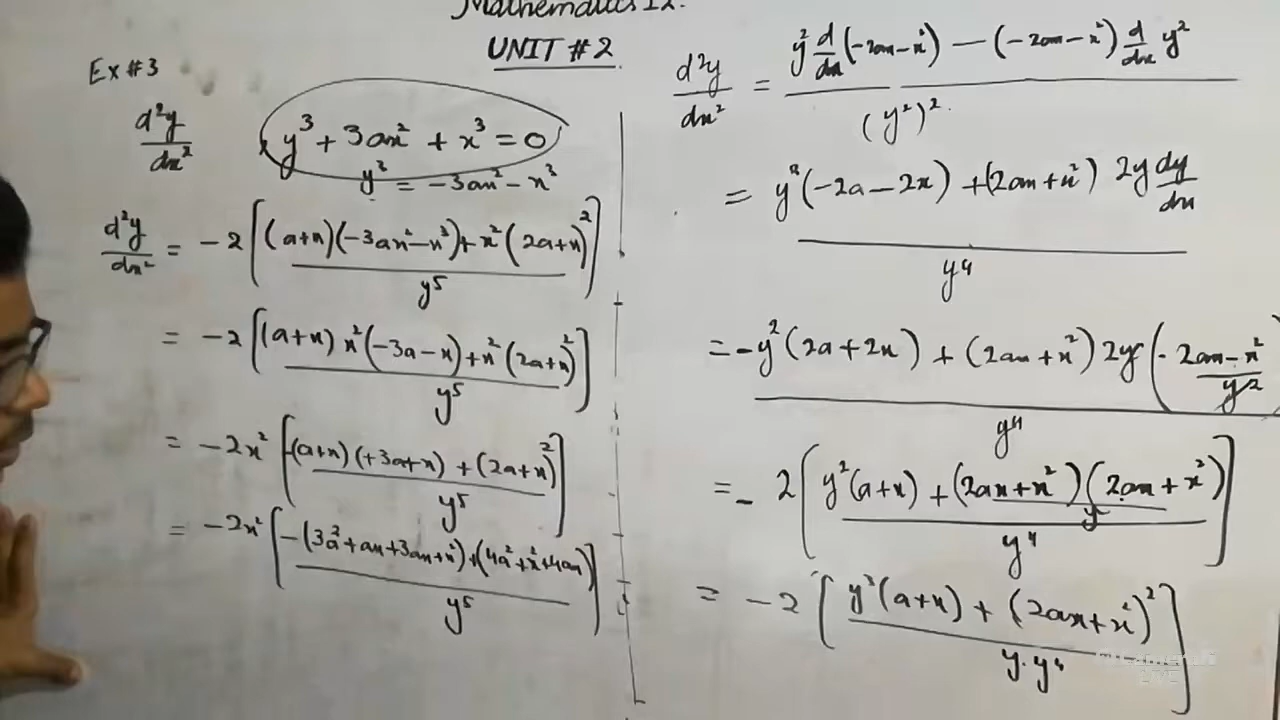 Mathematics 12.
UNIT # 2
Ex # 3
d²y/dx² y³ + 3ax² + x³ = 0
y³ = -3ax² - x³
d²y/dx² = -2 [ ((a+x)(-3ax²-x³) + x²(2a+x)²) / y⁵ ]
= -2 [ ((a+x) x²(-3a-x) + x²(2a+x)²) / y⁵ ]
= -2x² [ (-(a+x)(+3a+x) + (2a+x)²) / y⁵ ]
= -2x² [ (-(3a²+ax+3ax+x²)+(4a²+x²+4ax)) / y⁵ ]
d²y/dx² = (y² d/dx (-2ax-x²) — (-2ax-x²) d/dx y²) / (y²)²
= (y²(-2a-2x) + (2ax+x²) 2y dy/dx) / y⁴
= (-y²(2a+2x) + (2ax+x²) 2y (-2ax-x² / y²)) / y⁴
= -2 [ (y²(a+x) + (2ax+x²)(2ax+x²) / y) / y⁴ ]
= -2 [ (y³(a+x) + (2ax+x²)²) / y.y⁴ ]